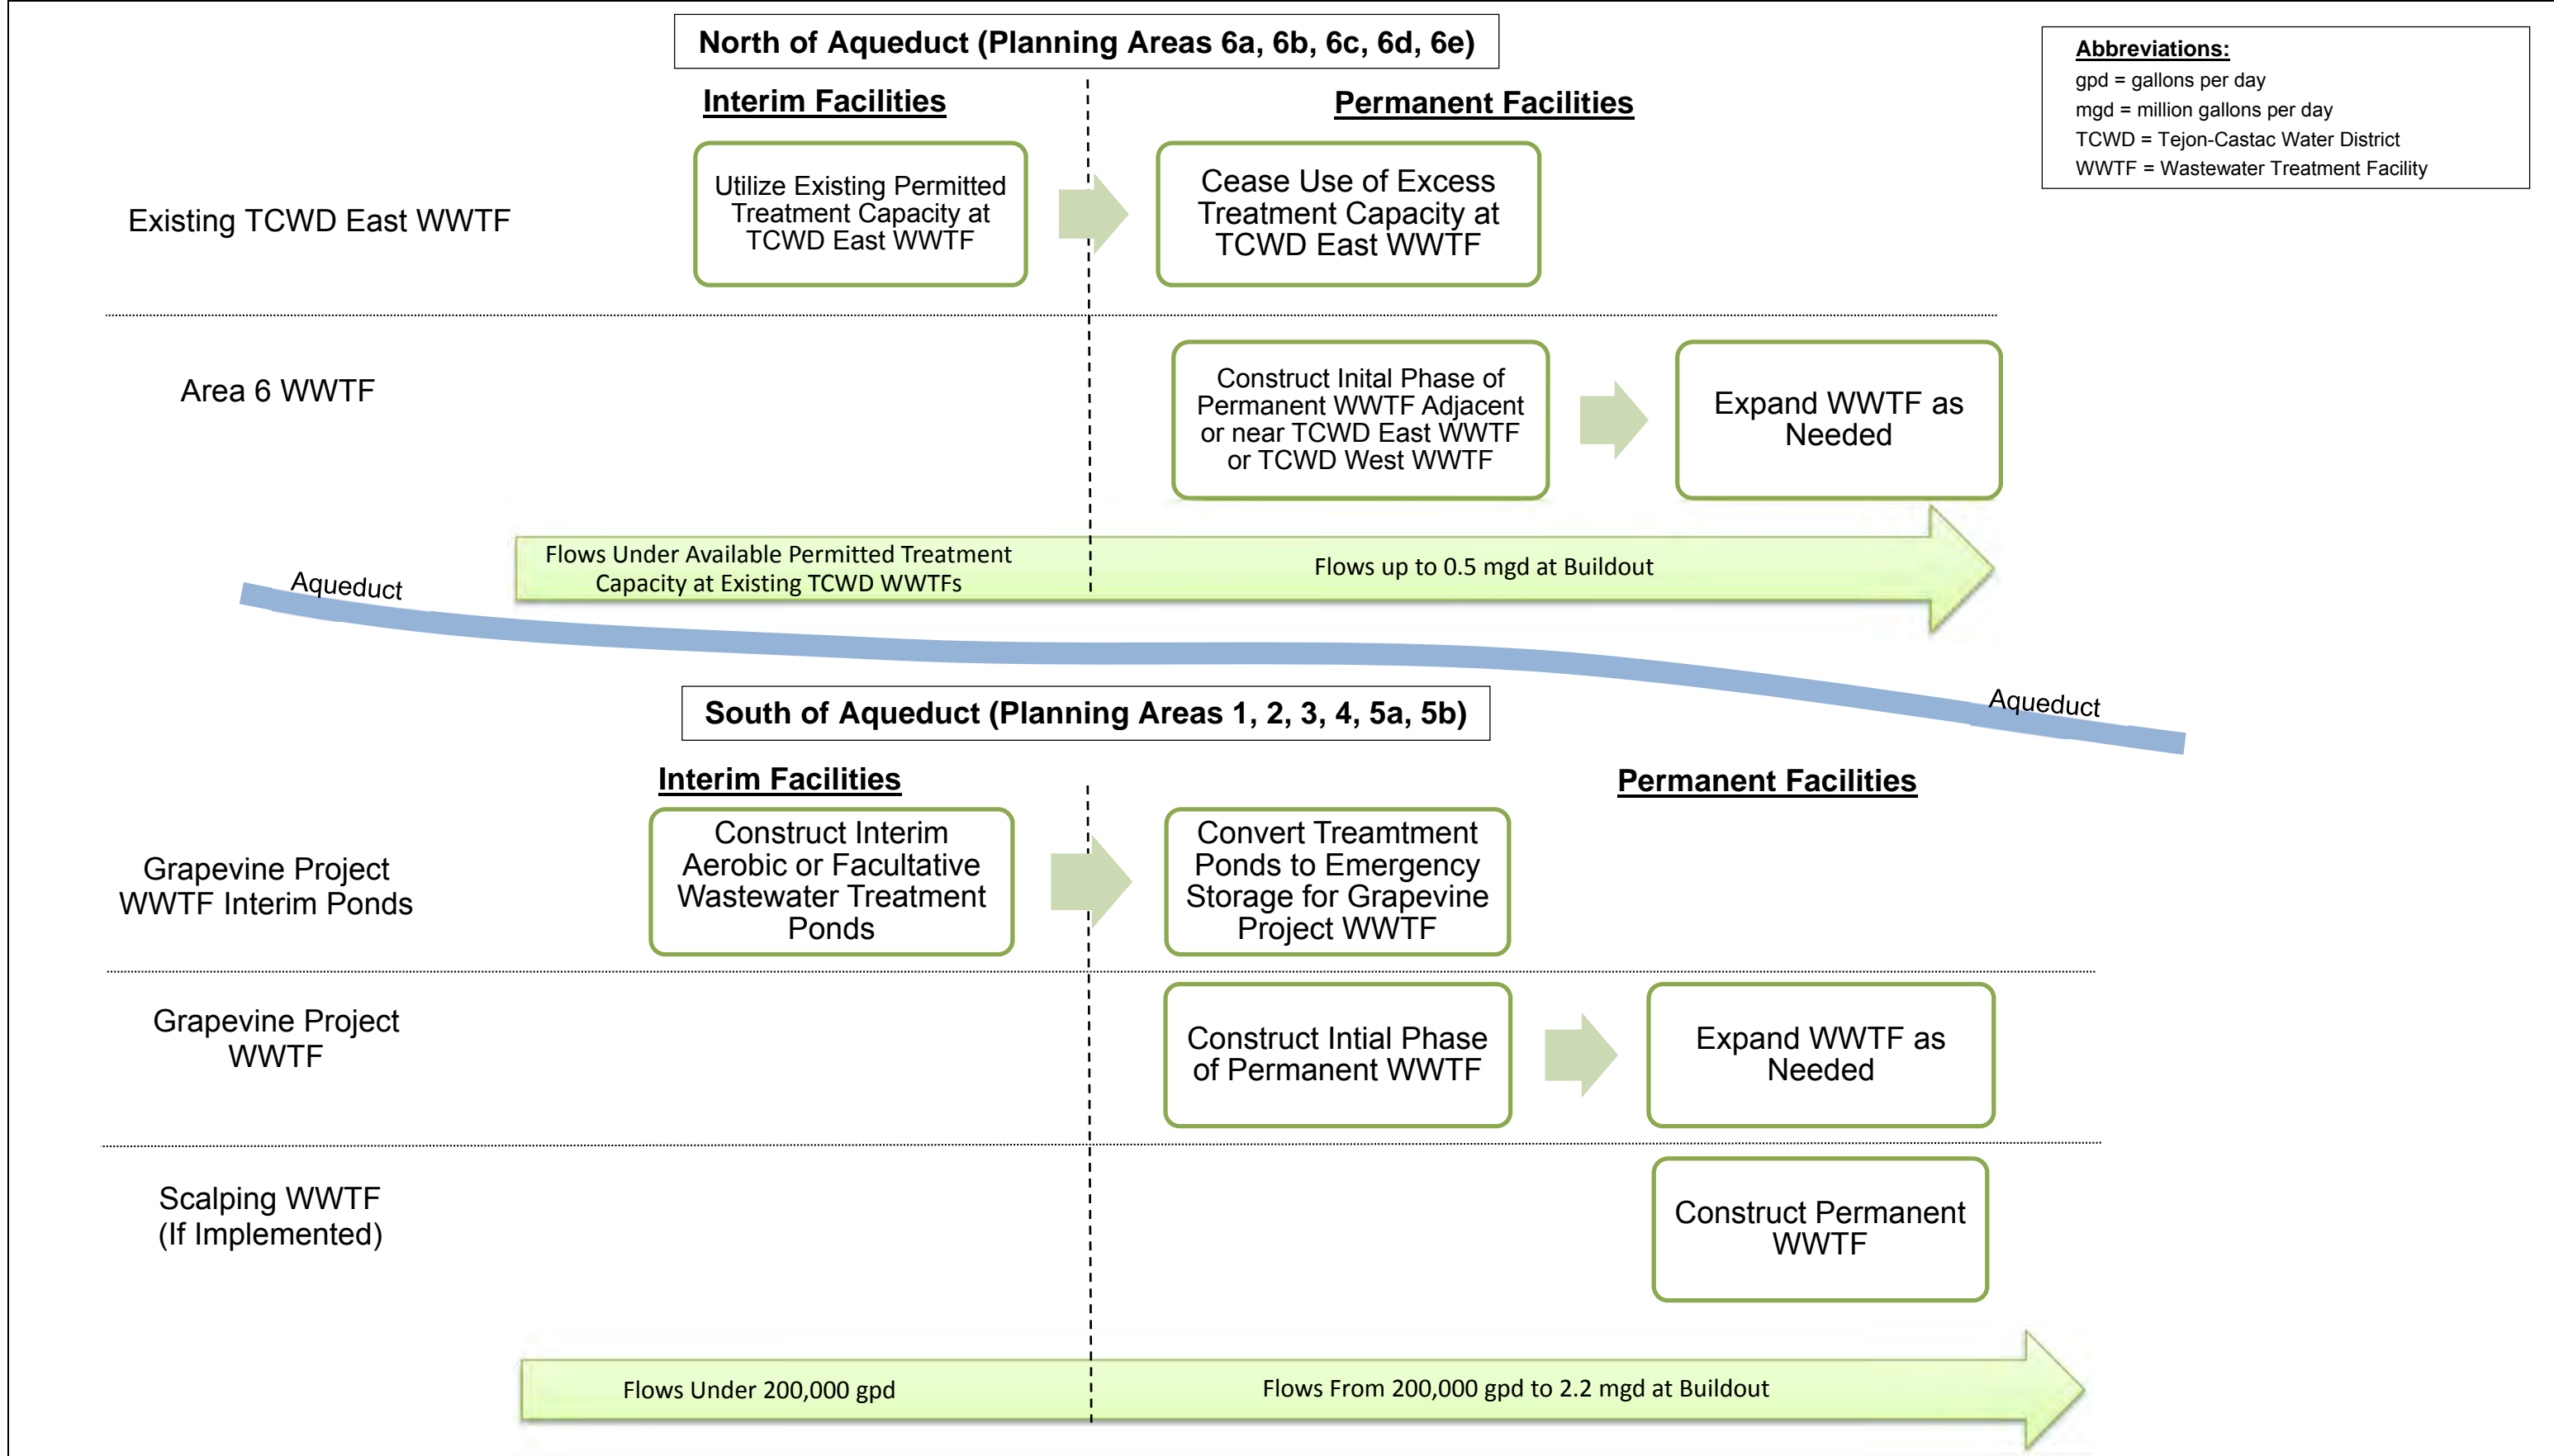 North of Aqueduct (Planning Areas 6a, 6b, 6c, 6d, 6e)
Abbreviations:
gpd = gallons per day
mgd = million gallons per day
TCWD = Tejon-Castac Water District
WWTF = Wastewater Treatment Facility
Interim Facilities
Permanent Facilities
Existing TCWD East WWTF
Utilize Existing Permitted
Treatment Capacity at
TCWD East WWTF
Cease Use of Excess
Treatment Capacity at
TCWD East WWTF
Area 6 WWTF
Construct Inital Phase of
Permanent WWTF Adjacent
or near TCWD East WWTF
or TCWD West WWTF
Expand WWTF as
Needed
Flows Under Available Permitted Treatment
Capacity at Existing TCWD WWTFs
Flows up to 0.5 mgd at Buildout
Aqueduct
Aqueduct
South of Aqueduct (Planning Areas 1, 2, 3, 4, 5a, 5b)
Interim Facilities
Permanent Facilities
Grapevine Project
WWTF Interim Ponds
Construct Interim
Aerobic or Facultative
Wastewater Treatment
Ponds
Convert Treamtment
Ponds to Emergency
Storage for Grapevine
Project WWTF
Grapevine Project
WWTF
Construct Intial Phase
of Permanent WWTF
Expand WWTF as
Needed
Scalping WWTF
(If Implemented)
Construct Permanent
WWTF
Flows Under 200,000 gpd
Flows From 200,000 gpd to 2.2 mgd at Buildout